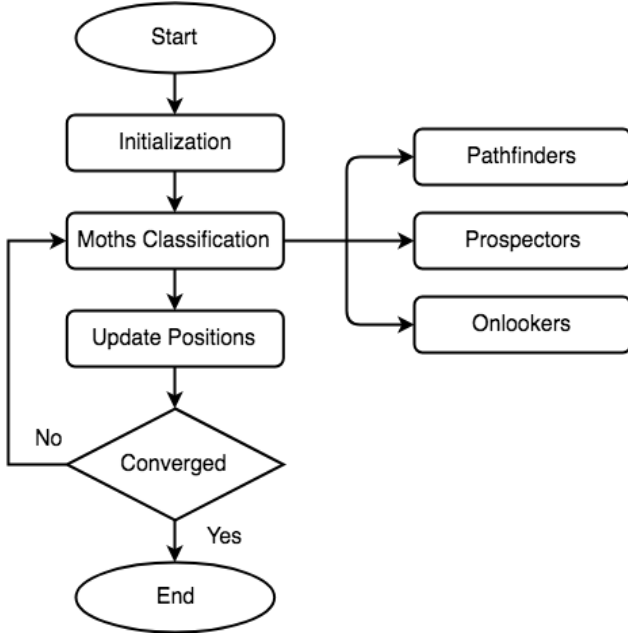 Start
Initialization
Pathfinders
Moths Classification
Prospectors
Update Positions
Onlookers
No
Converged
Yes
End